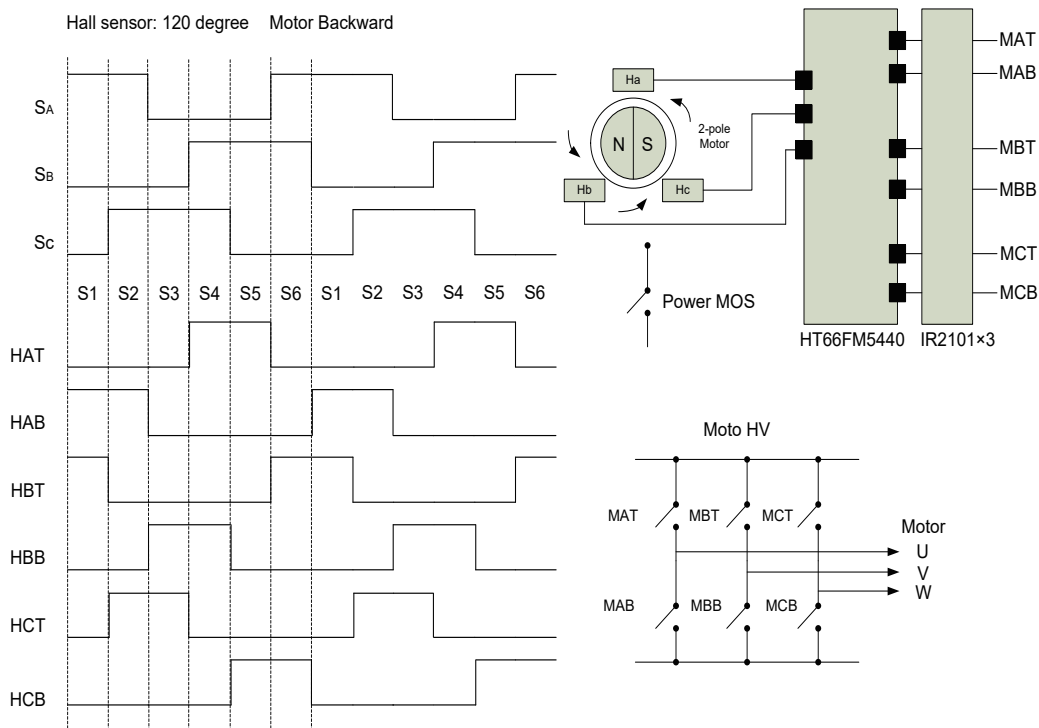 Hall sensor: 120 degree Motor Backward
SA
SB
SC
S1 S2 S3 S4 S5 S6 S1 S2 S3 S4 S5 S6
HAT
HAB
HBT
HBB
HCT
HCB
Ha
N S
2-pole
Motor
Hb
Hc
MAT
MAB
MBT
MBB
MCT
MCB
HT66FM5440 IR2101×3
Power MOS
Moto HV
MAT MBT MCT
Motor
U
V
W
MAB MBB MCB